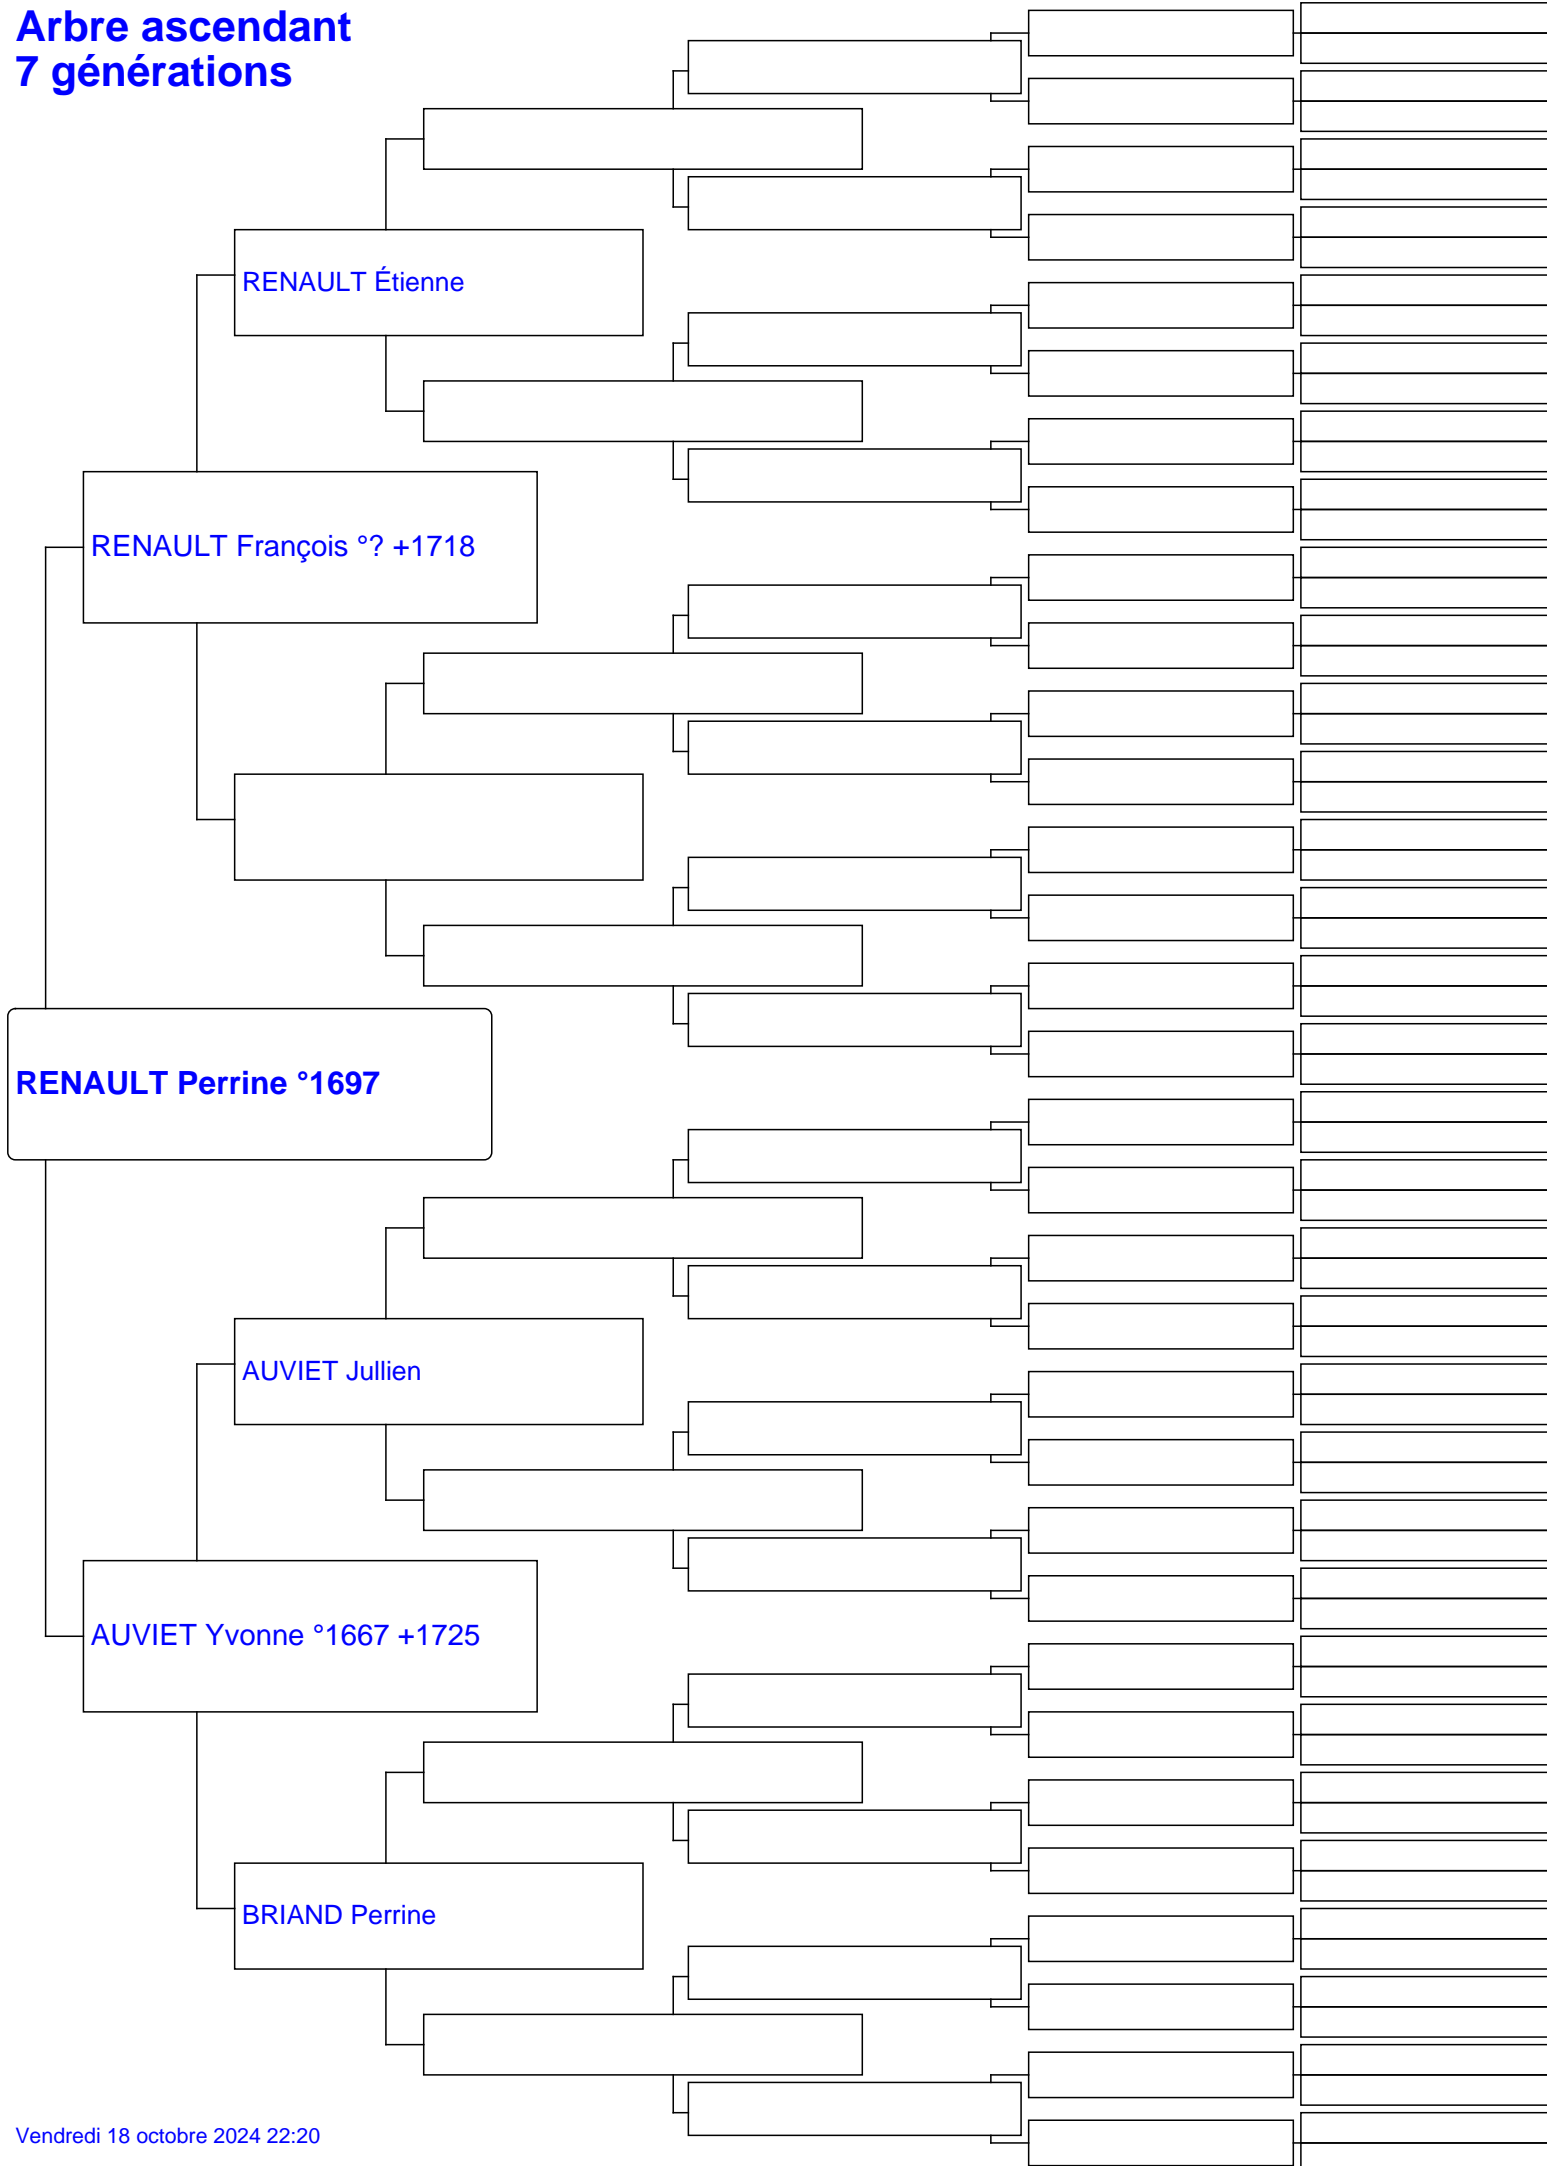 Arbre ascendant
7 générations
RENAULT Étienne
RENAULT François °? +1718
RENAULT Perrine °1697
AUVIET Jullien
AUVIET Yvonne °1667 +1725
BRIAND Perrine
Vendredi 18 octobre 2024 22:20